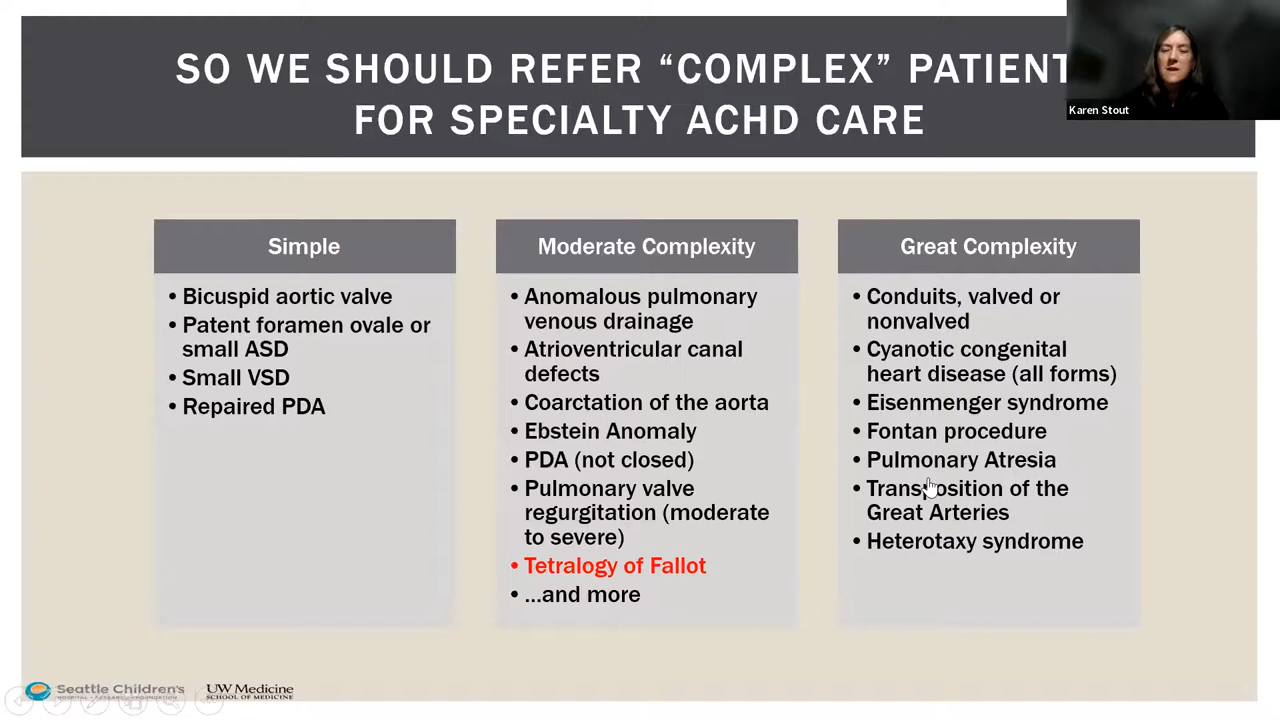 SO WE SHOULD REFER “COMPLEX” PATIENT
FOR SPECIALTY ACHD CARE
Karen Stout
Simple
• Bicuspid aortic valve
• Patent foramen ovale or
small ASD
• Small VSD
• Repaired PDA
Moderate Complexity
• Anomalous pulmonary
venous drainage
• Atrioventricular canal
defects
• Coarctation of the aorta
• Ebstein Anomaly
• PDA (not closed)
• Pulmonary valve
regurgitation (moderate
to severe)
• Tetralogy of Fallot
• ...and more
Great Complexity
• Conduits, valved or
nonvalved
• Cyanotic congenital
heart disease (all forms)
• Eisenmenger syndrome
• Fontan procedure
• Pulmonary Atresia
• Transposition of the
Great Arteries
• Heterotaxy syndrome
Seattle Children's
HOSPITAL • RESEARCH • FOUNDATION
UW Medicine
SCHOOL OF MEDICINE